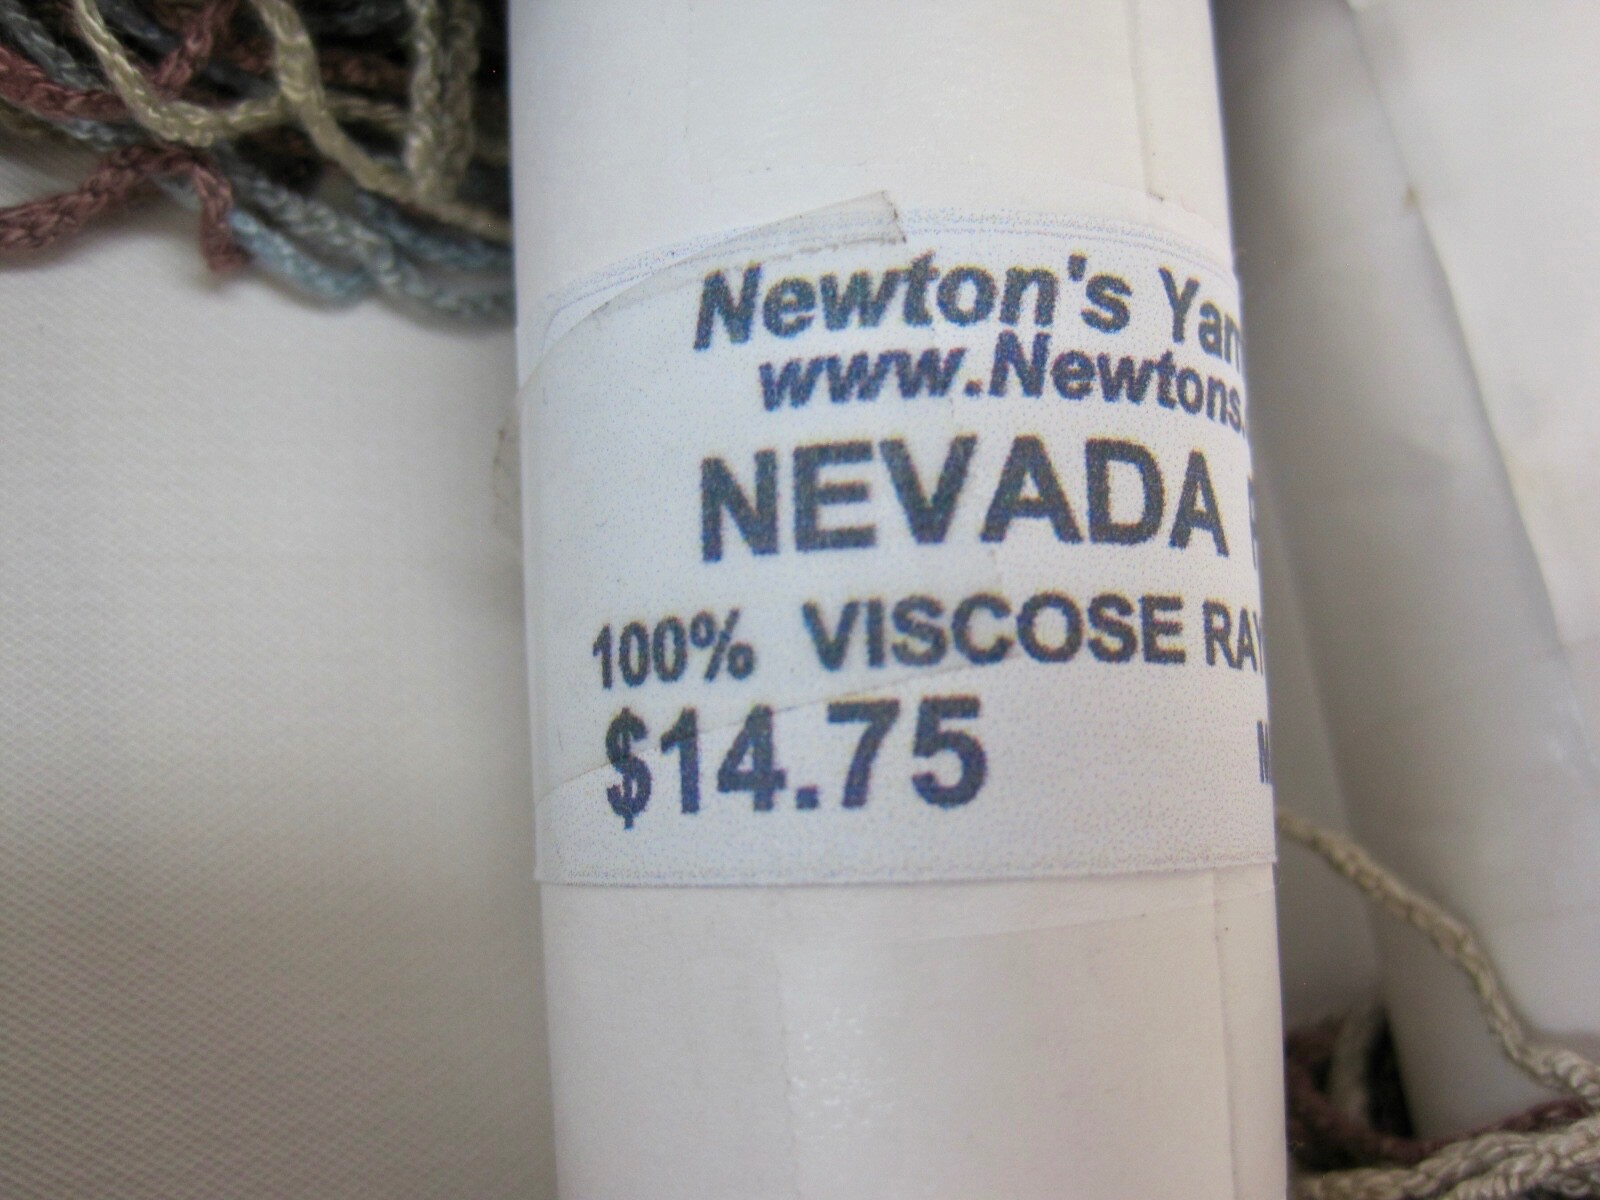 Newton's Yarn
www.Newtons.
NEVADA
100% VISCOSE RAY
$14.75